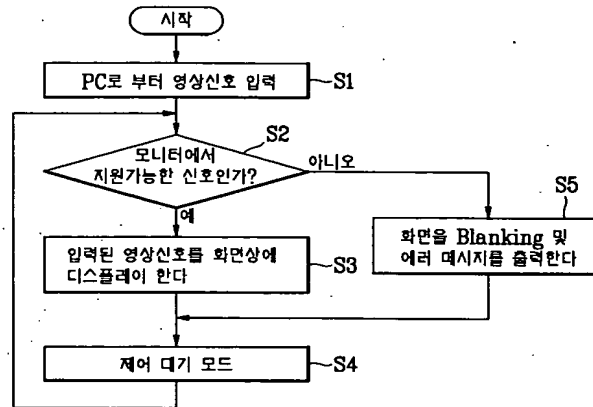 시작
PC로 부터 영상신호 입력
S1
S2
모니터에서
지원가능한 신호인가?
아니오
예
S5
화면을 Blanking 및
에러 메시지를 출력한다
입력된 영상신호를 화면상에
디스플레이 한다
S3
제어 대기 모드
S4